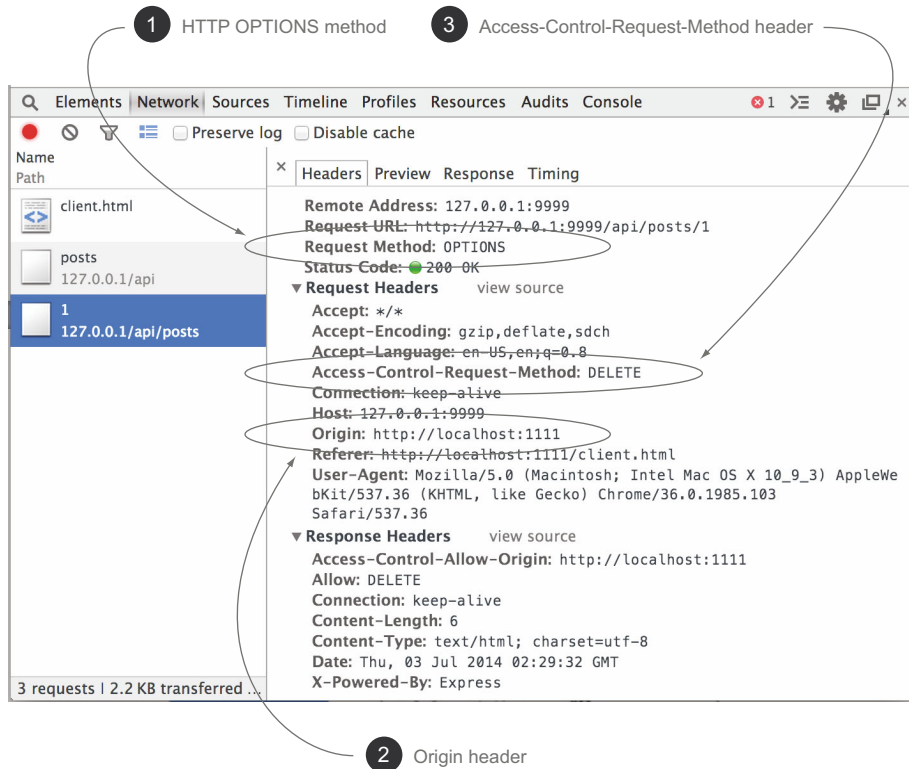 1 HTTP OPTIONS method
3 Access-Control-Request-Method header
Elements Network Sources Timeline Profiles Resources Audits Console 1
Preserve log Disable cache
Name
Path
client.html
posts
127.0.0.1/api
1
127.0.0.1/api/posts
3 requests | 2.2 KB transferred ...
× Headers Preview Response Timing
Remote Address: 127.0.0.1:9999
Request URL: http://127.0.0.1:9999/api/posts/1
Request Method: OPTIONS
Status Code: 200 OK
▼ Request Headers view source
Accept: */*
Accept-Encoding: gzip,deflate,sdch
Accept-Language: en-US,en;q=0.8
Access-Control-Request-Method: DELETE
Connection: keep-alive
Host: 127.0.0.1:9999
Origin: http://localhost:1111
Referer: http://localhost:1111/client.html
User-Agent: Mozilla/5.0 (Macintosh; Intel Mac OS X 10_9_3) AppleWe
bKit/537.36 (KHTML, like Gecko) Chrome/36.0.1985.103
Safari/537.36
▼ Response Headers view source
Access-Control-Allow-Origin: http://localhost:1111
Allow: DELETE
Connection: keep-alive
Content-Length: 6
Content-Type: text/html; charset=utf-8
Date: Thu, 03 Jul 2014 02:29:32 GMT
X-Powered-By: Express
2 Origin header